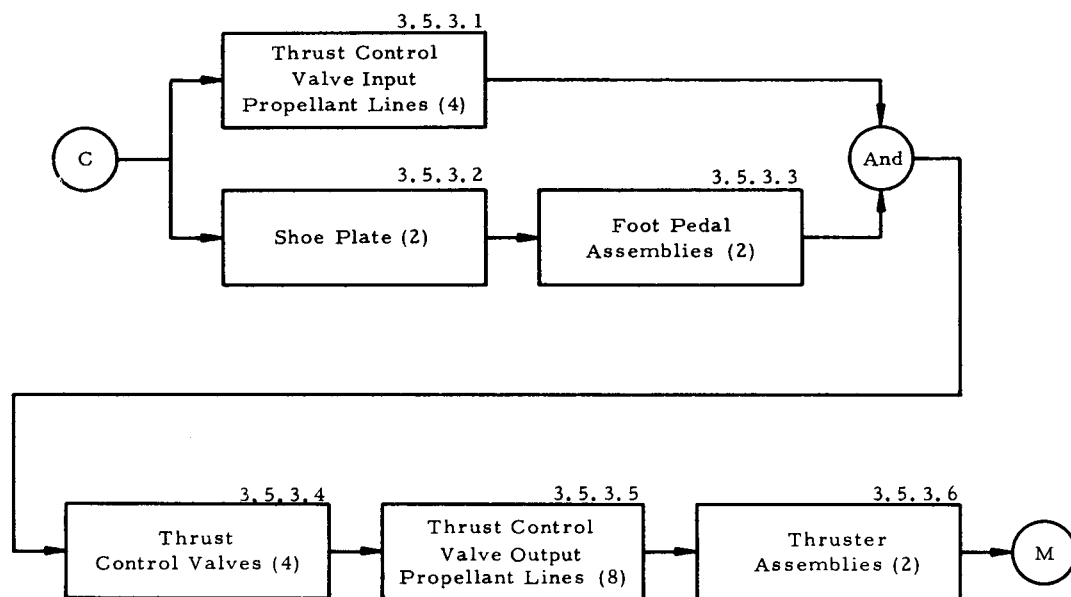 3.5.3.1
Thrust Control
Valve Input
Propellant Lines (4)
C
And
3.5.3.2
Shoe Plate (2)
3.5.3.3
Foot Pedal
Assemblies (2)
3.5.3.4
Thrust
Control Valves (4)
3.5.3.5
Thrust Control
Valve Output
Propellant Lines (8)
3.5.3.6
Thruster
Assemblies (2)
M